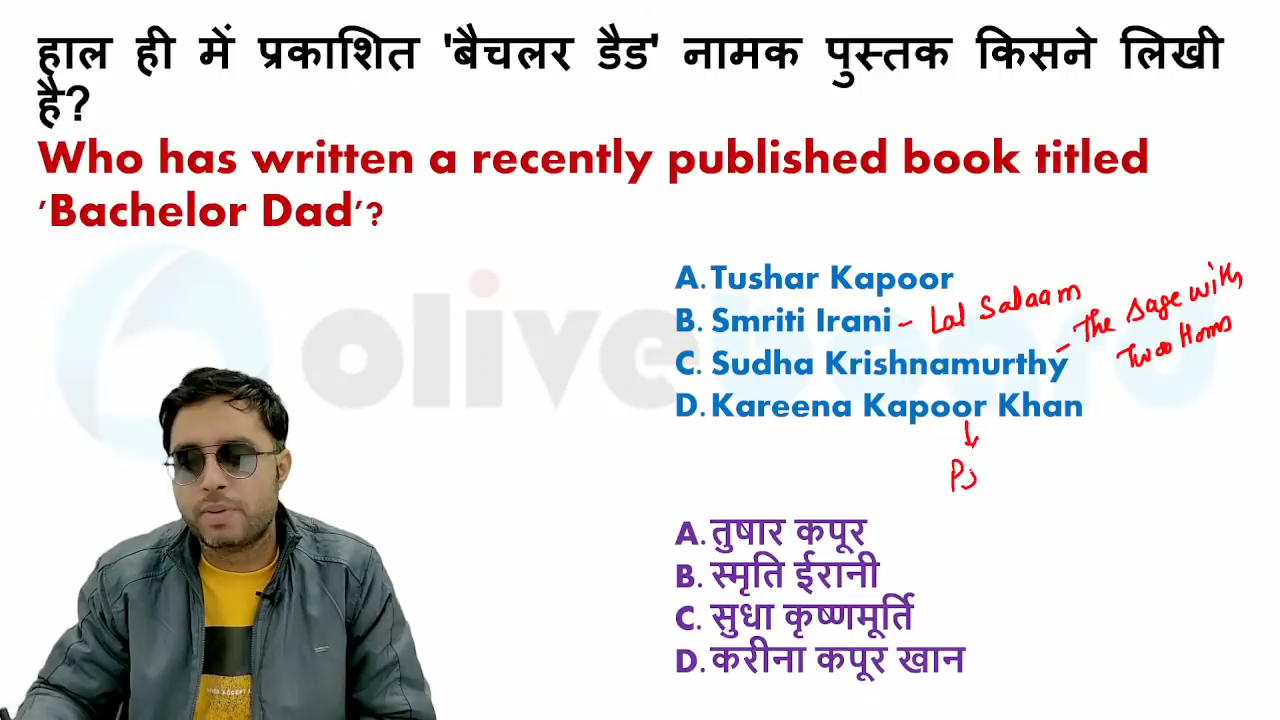 हाल ही में प्रकाशित 'बैचलर डैड' नामक पुस्तक किसने लिखी
है?
Who has written a recently published book titled
'Bachelor Dad'?
A. Tushar Kapoor
B. Smriti Irani - Lal Salaam
C. Sudha Krishnamurthy - The Sage with
Two Horns
D. Kareena Kapoor Khan
↓
P
oliveboard
A. तुषार कपूर
B. स्मृति ईरानी
C. सुधा कृष्णमूर्ति
D. करीना कपूर खान